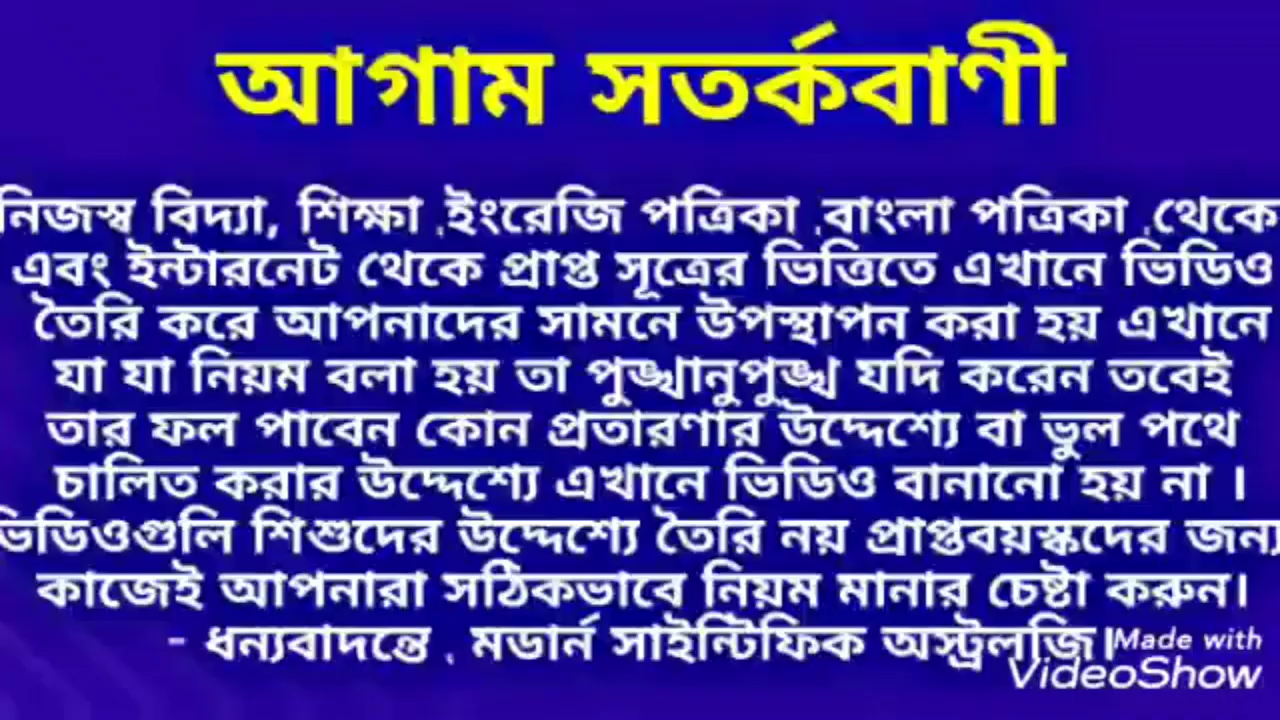 আগাম সতর্কবাণী
নিজস্ব বিদ্যা, শিক্ষা ,ইংরেজি পত্রিকা ,বাংলা পত্রিকা ,থেকে
এবং ইন্টারনেট থেকে প্রাপ্ত সূত্রের ভিত্তিতে এখানে ভিডিও
তৈরি করে আপনাদের সামনে উপস্থাপন করা হয় এখানে
যা যা নিয়ম বলা হয় তা পুঙ্খানুপুঙ্খ যদি করেন তবেই
তার ফল পাবেন কোন প্রতারণার উদ্দেশ্যে বা ভুল পথে
চালিত করার উদ্দেশ্যে এখানে ভিডিও বানানো হয় না ।
ভিডিওগুলি শিশুদের উদ্দেশ্যে তৈরি নয় প্রাপ্তবয়স্কদের জন্য
কাজেই আপনারা সঠিকভাবে নিয়ম মানার চেষ্টা করুন।
- ধন্যবাদন্তে , মডার্ন সাইন্টিফিক অস্ট্রলজি।
Made with
VideoShow